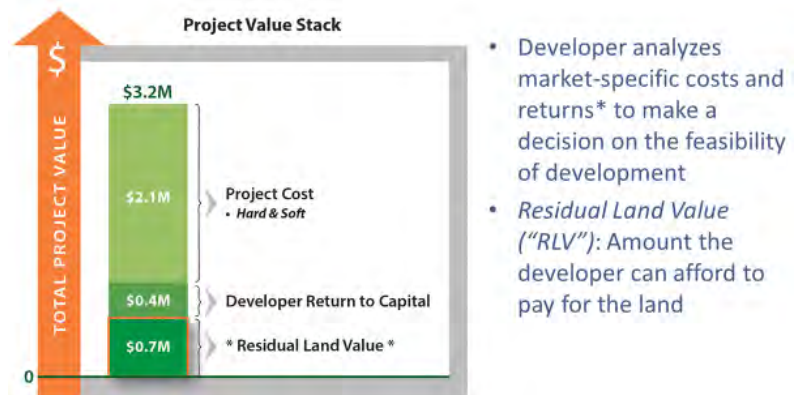 Project Value Stack
$
TOTAL PROJECT VALUE
$3.2M
$2.1M
Project Cost
• Hard & Soft
$0.4M
Developer Return to Capital
$0.7M
* Residual Land Value *
0
• Developer analyzes
market-specific costs and
returns* to make a
decision on the feasibility
of development
• Residual Land Value
(“RLV”): Amount the
developer can afford to
pay for the land